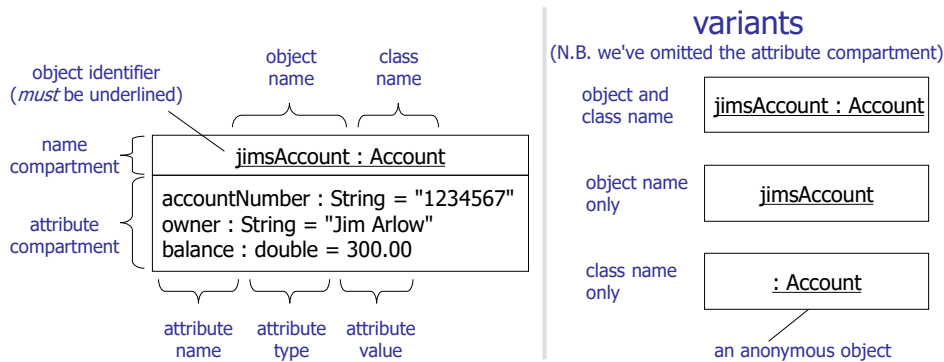 object identifier
(must be underlined)
object
name
class
name
name
compartment
jimsAccount : Account
attribute
compartment
accountNumber : String = "1234567"
owner : String = "Jim Arlow"
balance : double = 300.00
attribute
name
attribute
type
attribute
value
variants
(N.B. we've omitted the attribute compartment)
object and
class name
jimsAccount : Account
object name
only
jimsAccount
class name
only
: Account
an anonymous object